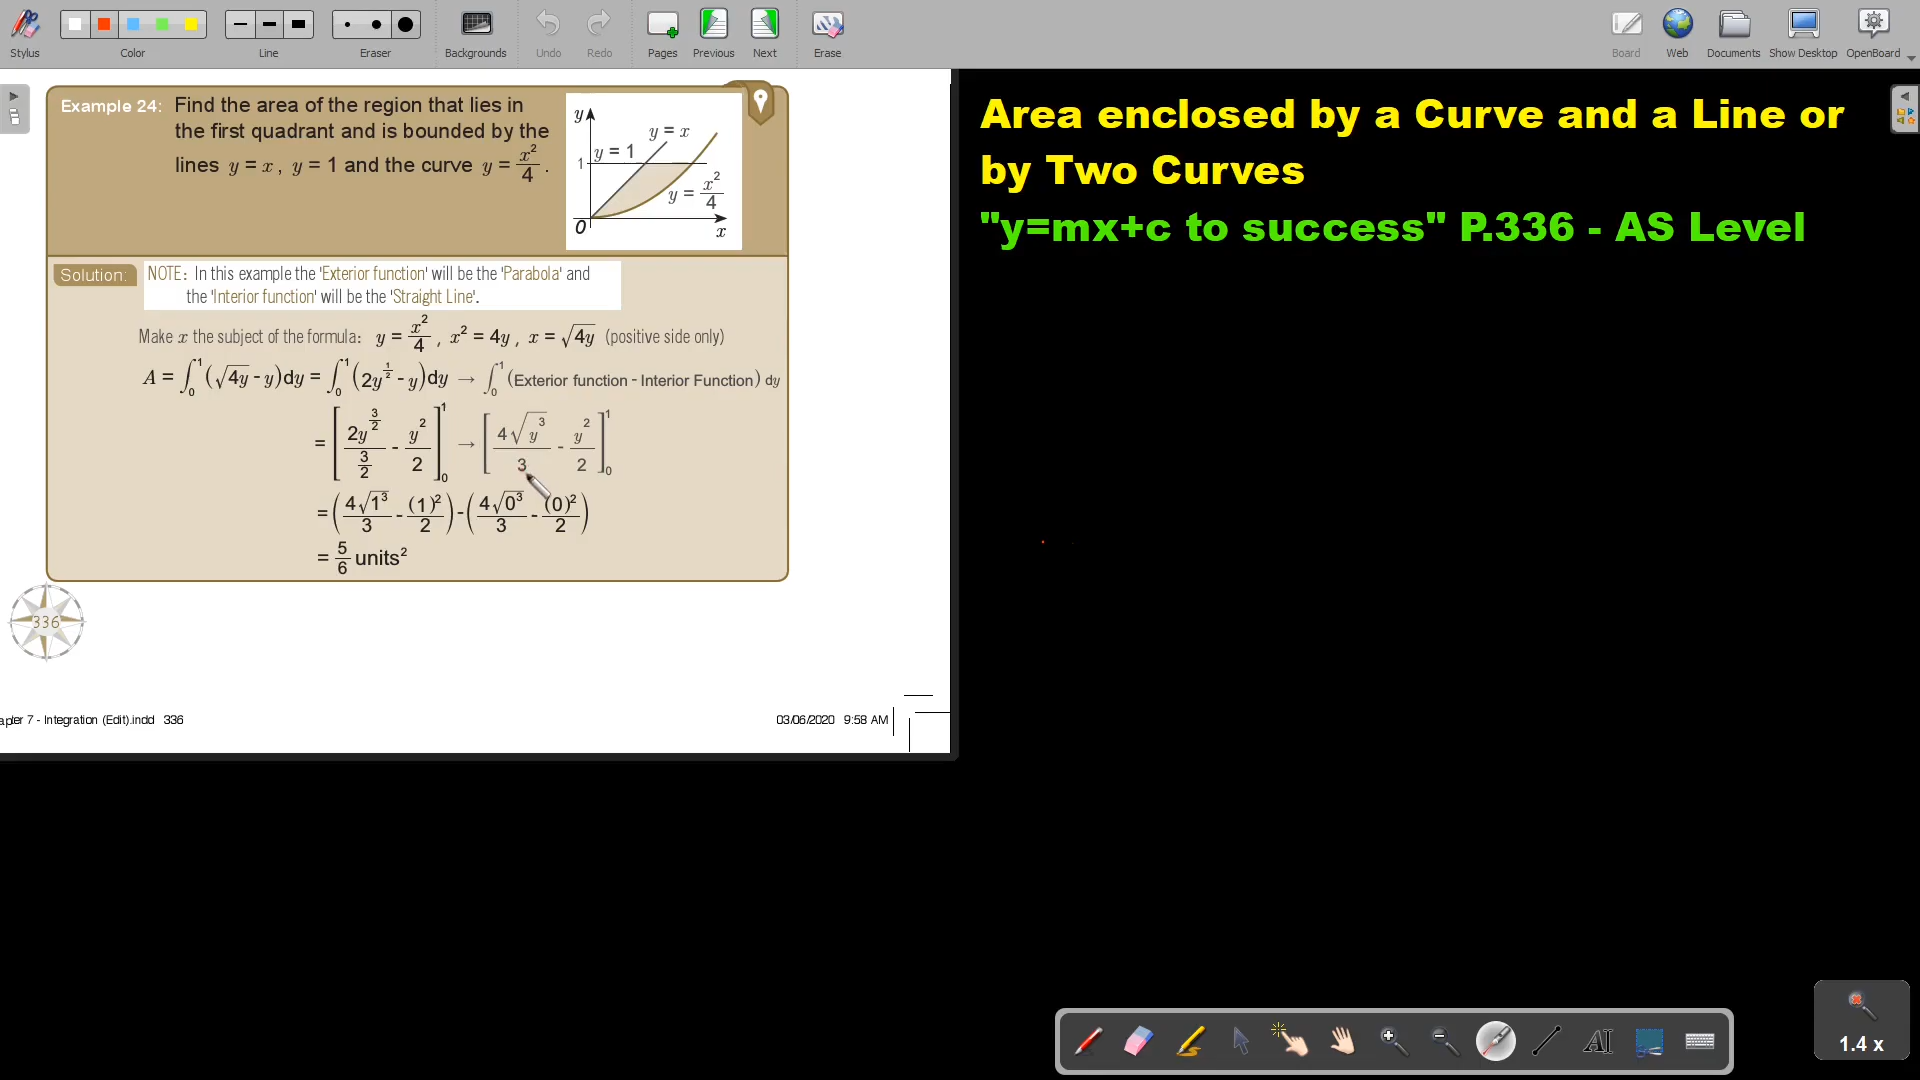 Stylus Color Line Eraser Backgrounds Undo Redo Pages Previous Next Erase Board Web Documents Show Desktop OpenBoard
Example 24: Find the area of the region that lies in
the first quadrant and is bounded by the
lines y = x , y = 1 and the curve y = x²/4 .
y
y = x
y = 1
1
y = x²/4
O
x
Solution:
NOTE: In this example the 'Exterior function' will be the 'Parabola' and
the 'Interior function' will be the 'Straight Line'.
Make x the subject of the formula: y = x²/4 , x² = 4y , x = √4y (positive side only)
A = ∫₀¹ (√4y - y)dy = ∫₀¹ (2y^(1/2) - y)dy → ∫₀¹ (Exterior function - Interior Function) dy
= [2y^(3/2)/(3/2) - y²/2]₀¹ → [4√y³/3 - y²/2]₀¹
= (4√1³/3 - (1)²/2) - (4√0³/3 - (0)²/2)
= 5/6 units²
336
apter 7 - Integration (Edit).indd 336
03/06/2020 9:58 AM
Area enclosed by a Curve and a Line or
by Two Curves
"y=mx+c to success" P.336 - AS Level
AI
1.4 x